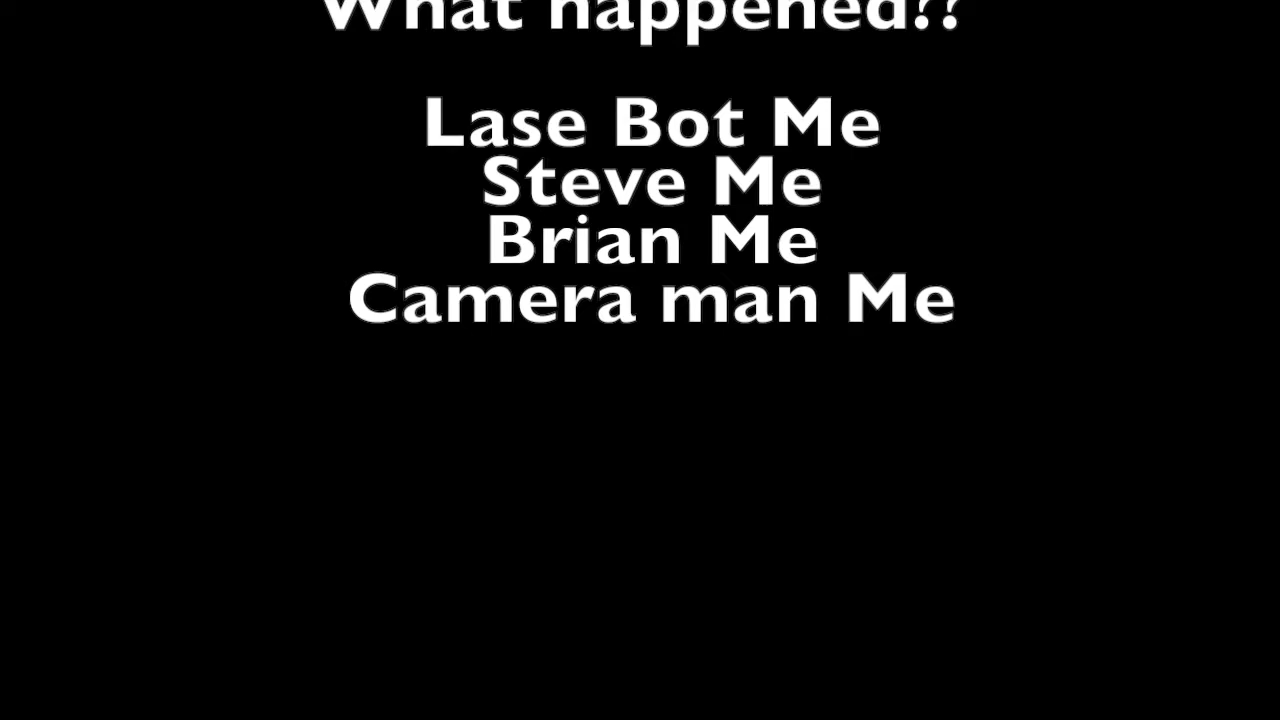 What happened??
Lase Bot Me
Steve Me
Brian Me
Camera man Me